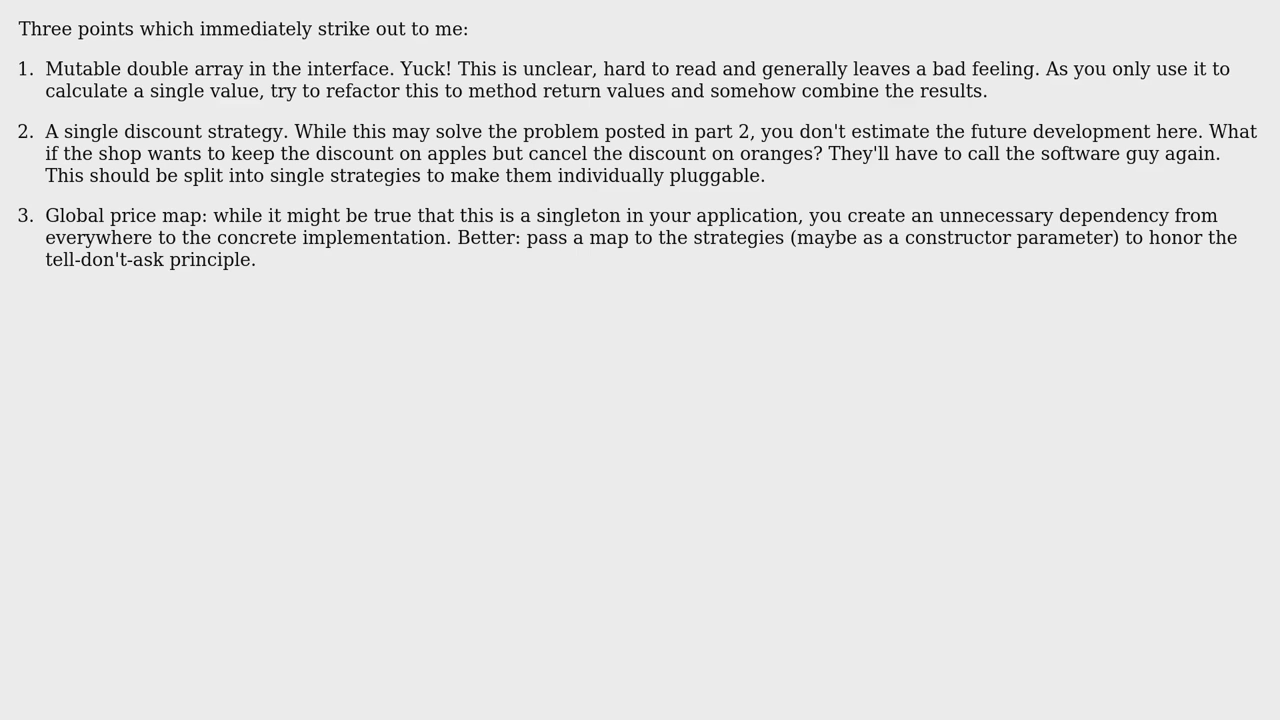 Three points which immediately strike out to me:
1. Mutable double array in the interface. Yuck! This is unclear, hard to read and generally leaves a bad feeling. As you only use it to
calculate a single value, try to refactor this to method return values and somehow combine the results.
2. A single discount strategy. While this may solve the problem posted in part 2, you don't estimate the future development here. What
if the shop wants to keep the discount on apples but cancel the discount on oranges? They'll have to call the software guy again.
This should be split into single strategies to make them individually pluggable.
3. Global price map: while it might be true that this is a singleton in your application, you create an unnecessary dependency from
everywhere to the concrete implementation. Better: pass a map to the strategies (maybe as a constructor parameter) to honor the
tell-don't-ask principle.